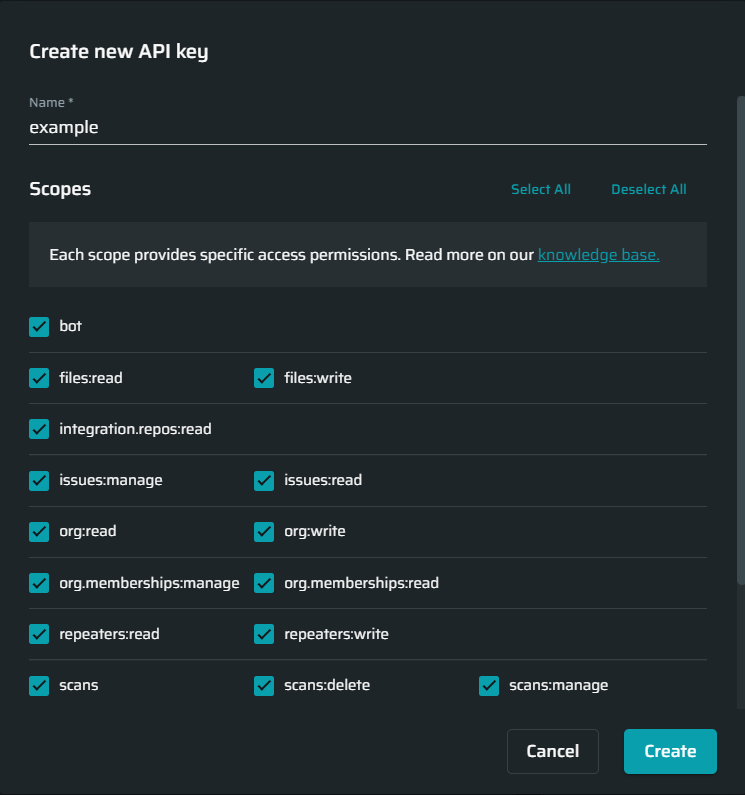 Create new API key
Name *
example
Scopes Select All Deselect All
Each scope provides specific access permissions. Read more on our knowledge base.
bot
files:read files:write
integration.repos:read
issues:manage issues:read
org:read org:write
org.memberships:manage org.memberships:read
repeaters:read repeaters:write
scans scans:delete scans:manage
Cancel Create